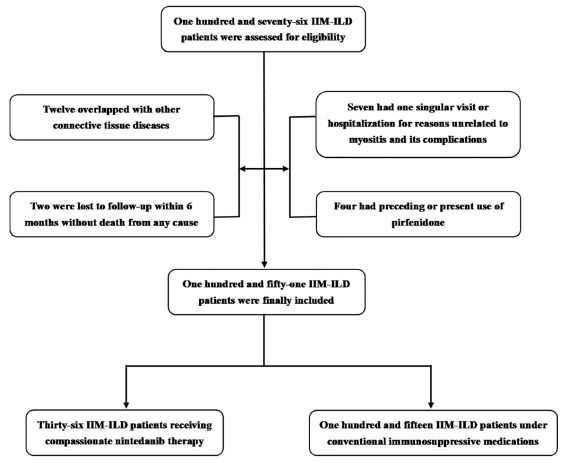 One hundred and seventy-six IIM-ILD
patients were assessed for eligibility
Twelve overlapped with other
connective tissue diseases
Seven had one singular visit or
hospitalization for reasons unrelated to
myositis and its complications
Two were lost to follow-up within 6
months without death from any cause
Four had preceding or present use of
pirfenidone
One hundred and fifty-one IIM-ILD
patients were finally included
Thirty-six IIM-ILD patients receiving
compassionate nintedanib therapy
One hundred and fifteen IIM-ILD patients under
conventional immunosuppressive medications